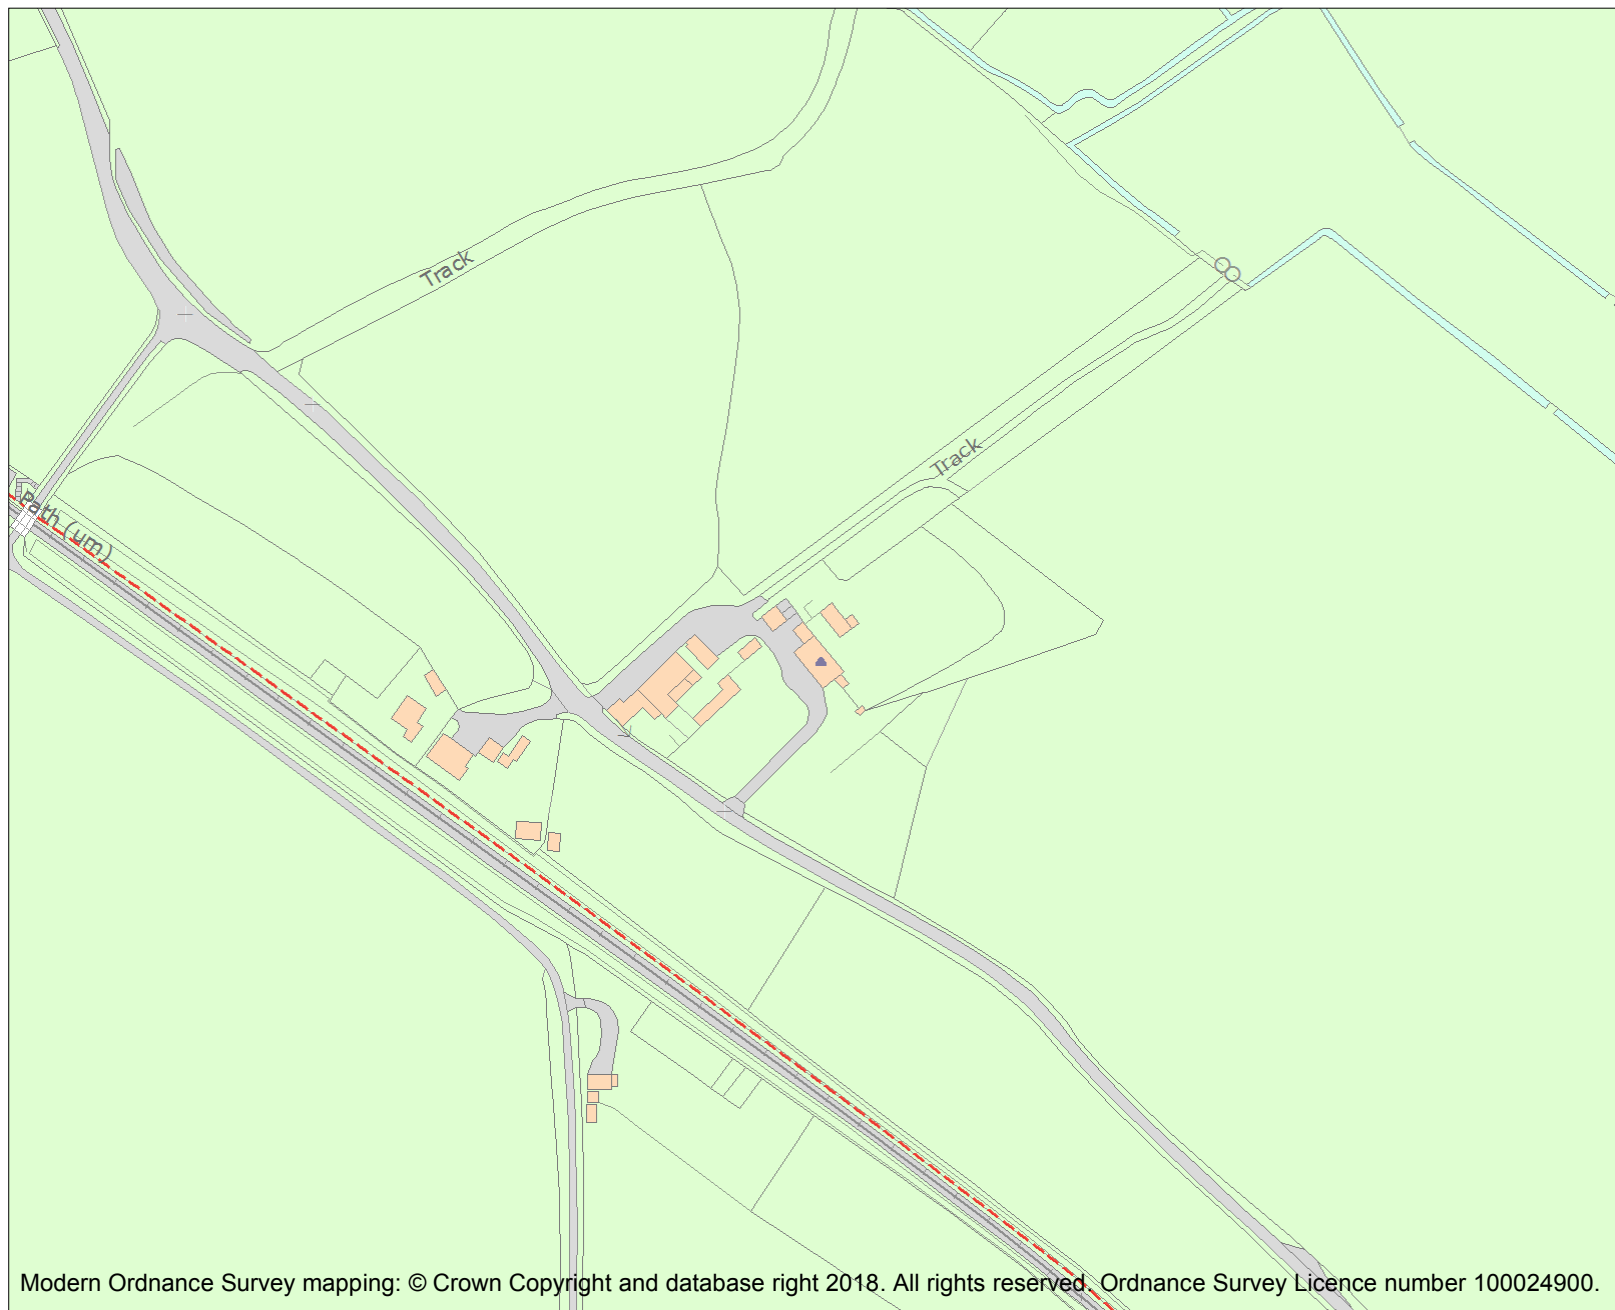 Track
Track
Path (um)
Modern Ordnance Survey mapping: © Crown Copyright and database right 2018. All rights reserved. Ordnance Survey Licence number 100024900.